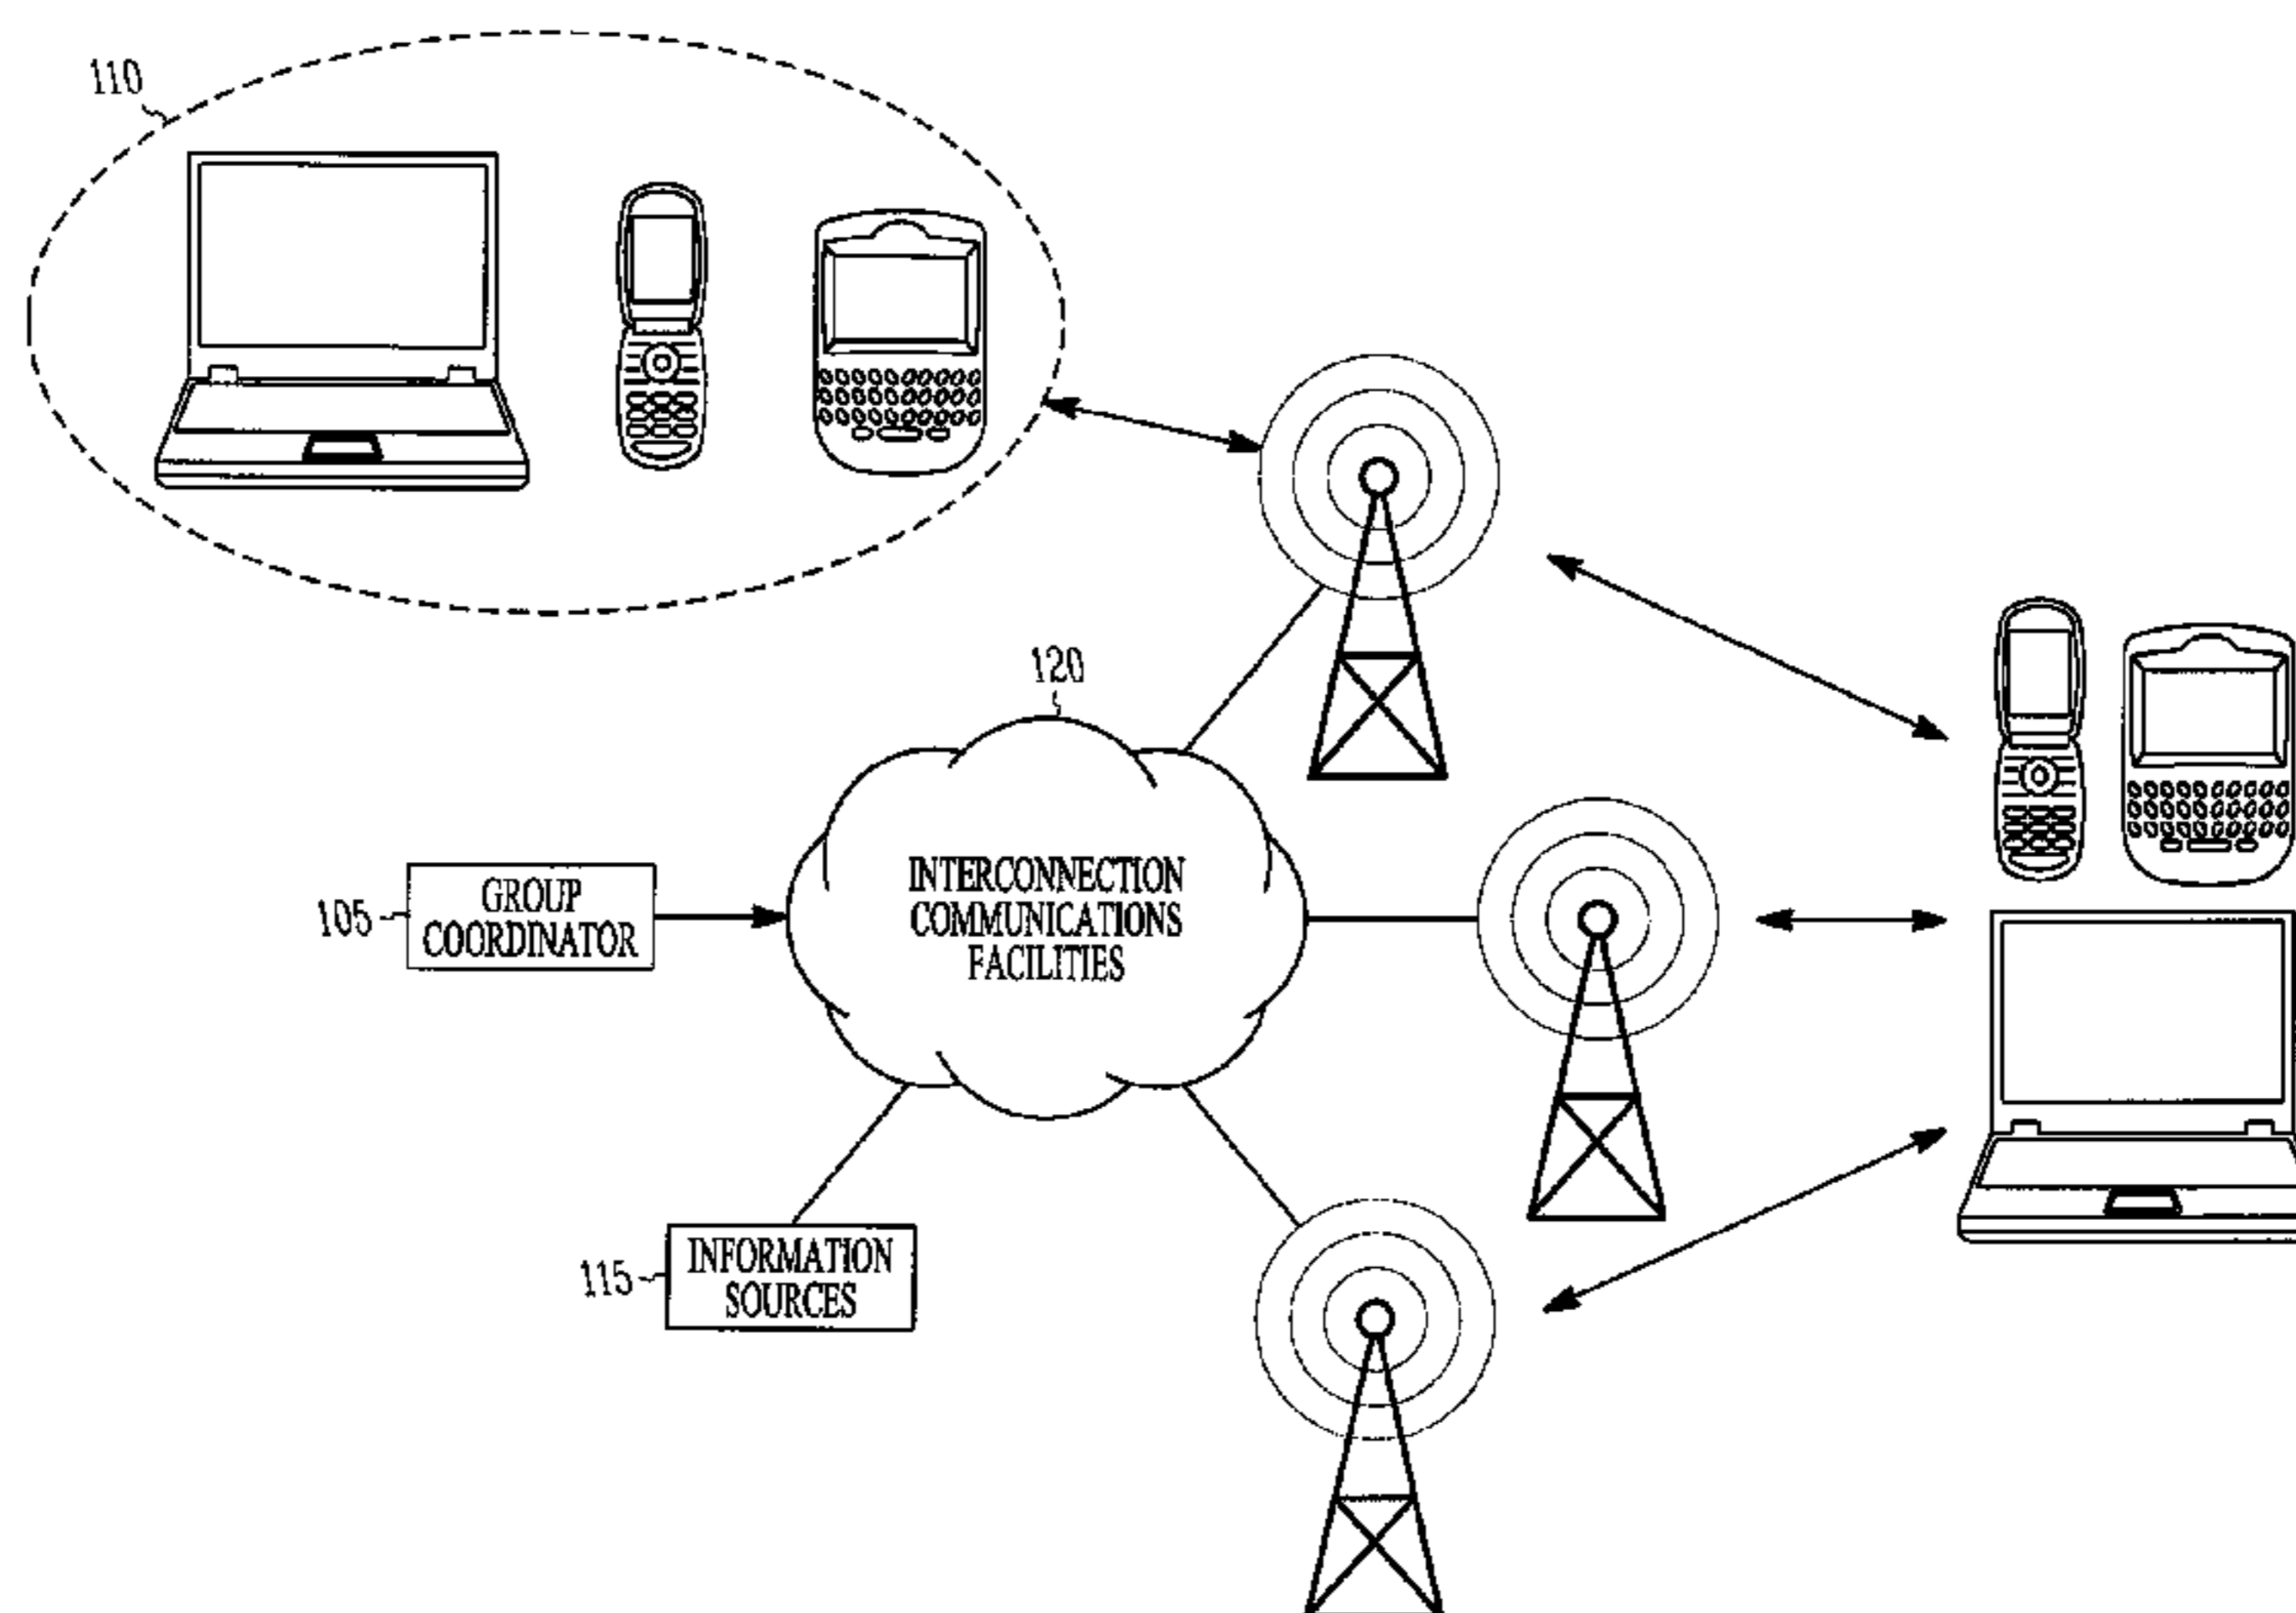 110
120
105
GROUP
COORDINATOR
INTERCONNECTION
COMMUNICATIONS
FACILITIES
115
INFORMATION
SOURCES